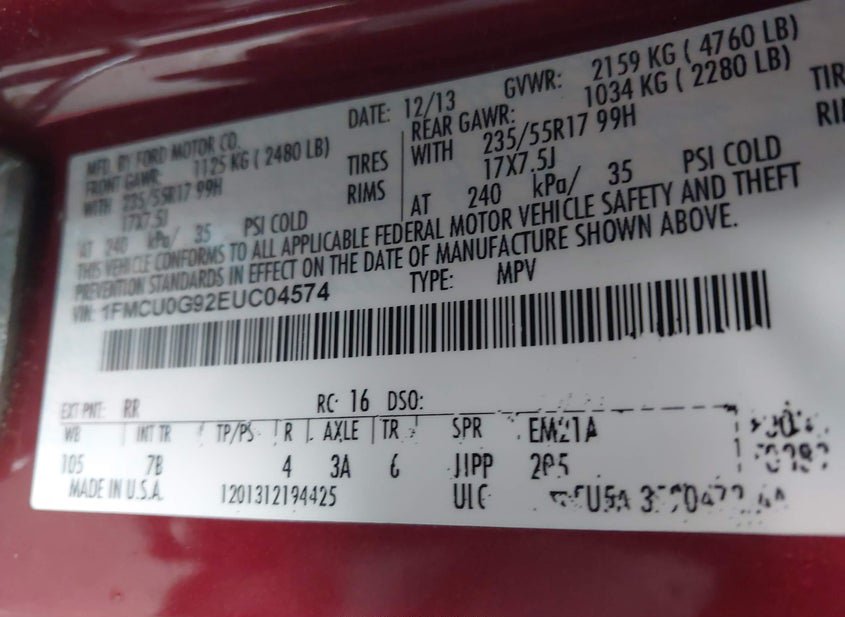 MFD. BY FORD MOTOR CO. DATE: 12/13 GVWR: 2159 KG ( 4760 LB)
FRONT GAWR: 1125 KG ( 2480 LB) REAR GAWR: 1034 KG ( 2280 LB)
WITH 235/55R17 99H TIRES WITH 235/55R17 99H TIRE
17X7.5J RIMS 17X7.5J
AT 240 kPa/ 35 PSI COLD AT 240 kPa/ 35 PSI COLD
THIS VEHICLE CONFORMS TO ALL APPLICABLE FEDERAL MOTOR VEHICLE SAFETY AND THEFT
PREVENTION STANDARDS IN EFFECT ON THE DATE OF MANUFACTURE SHOWN ABOVE.
VIN: 1FMCU0G92EUC04574 TYPE: MPV
EXT PNT: RR RC: 16 DSO:
WB INT TR TP/PS R AXLE TR SPR EM21A
105 7B 4 3A 6 JJPP
MADE IN U.S.A. 1201312194425